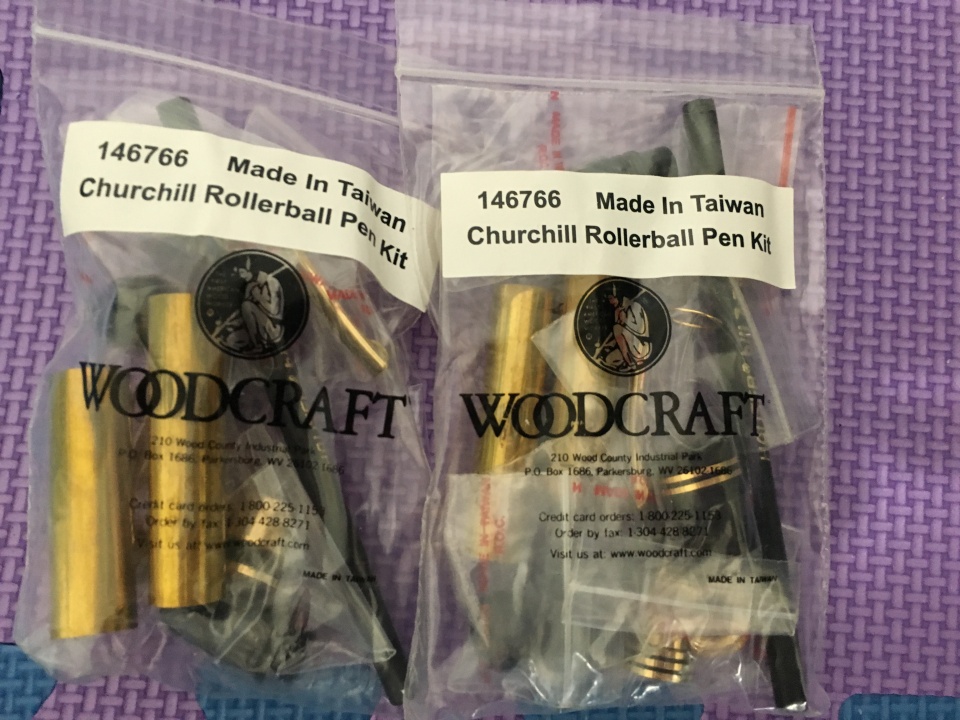 146766 Made In Taiwan
Churchill Rollerball Pen Kit
WOODCRAFT
210 Wood County Industrial Park
P.O. Box 1686, Parkersburg, WV 26102-1686
Credit card orders: 1-800-225-1153
Order by fax: 1-304-428-8271
Visit us at: www.woodcraft.com
MADE IN TAIWAN
146766 Made In Taiwan
Churchill Rollerball Pen Kit
WOODCRAFT
210 Wood County Industrial Park
P.O. Box 1686, Parkersburg, WV 26102-1686
Credit card orders: 1-800-225-1153
Order by fax: 1-304-428-8271
Visit us at: www.woodcraft.com
MADE IN TAIWAN